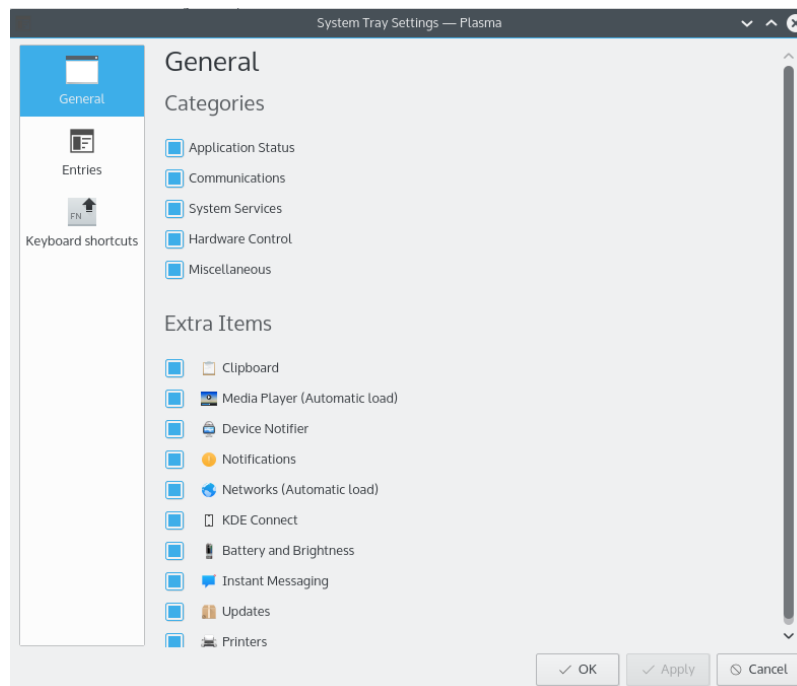 System Tray Settings — Plasma
General
Entries
FN
Keyboard shortcuts
General
Categories
Application Status
Communications
System Services
Hardware Control
Miscellaneous
Extra Items
Clipboard
Media Player (Automatic load)
Device Notifier
Notifications
Networks (Automatic load)
KDE Connect
Battery and Brightness
Instant Messaging
Updates
Printers
OK
Apply
Cancel